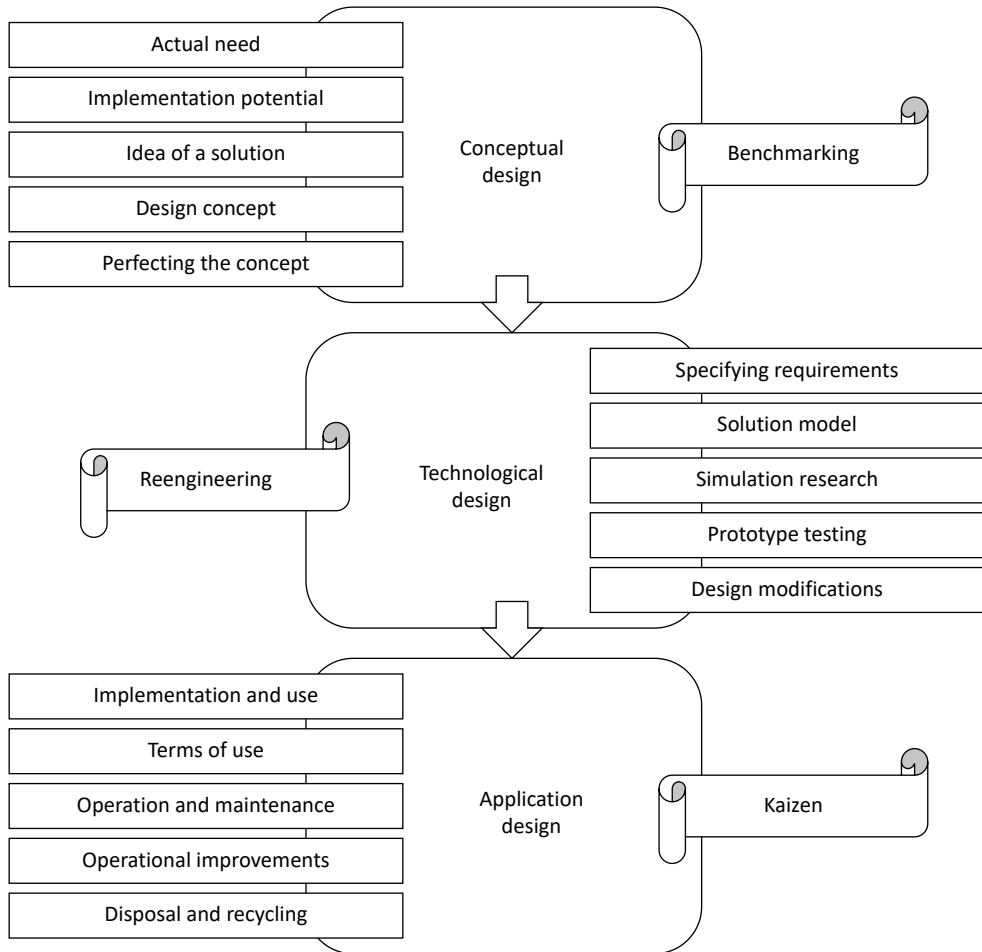 Actual need
Implementation potential
Idea of a solution
Design concept
Perfecting the concept
Conceptual
design
Benchmarking
Reengineering
Technological
design
Specifying requirements
Solution model
Simulation research
Prototype testing
Design modifications
Implementation and use
Terms of use
Operation and maintenance
Operational improvements
Disposal and recycling
Application
design
Kaizen